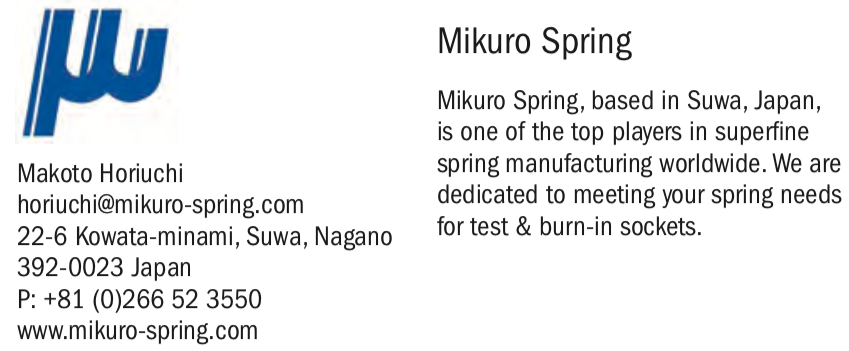 Makoto Horiuchi
horiuchi@mikuro-spring.com
22-6 Kowata-minami, Suwa, Nagano
392-0023 Japan
P: +81 (0)266 52 3550
www.mikuro-spring.com
Mikuro Spring
Mikuro Spring, based in Suwa, Japan,
is one of the top players in superfine
spring manufacturing worldwide. We are
dedicated to meeting your spring needs
for test & burn-in sockets.